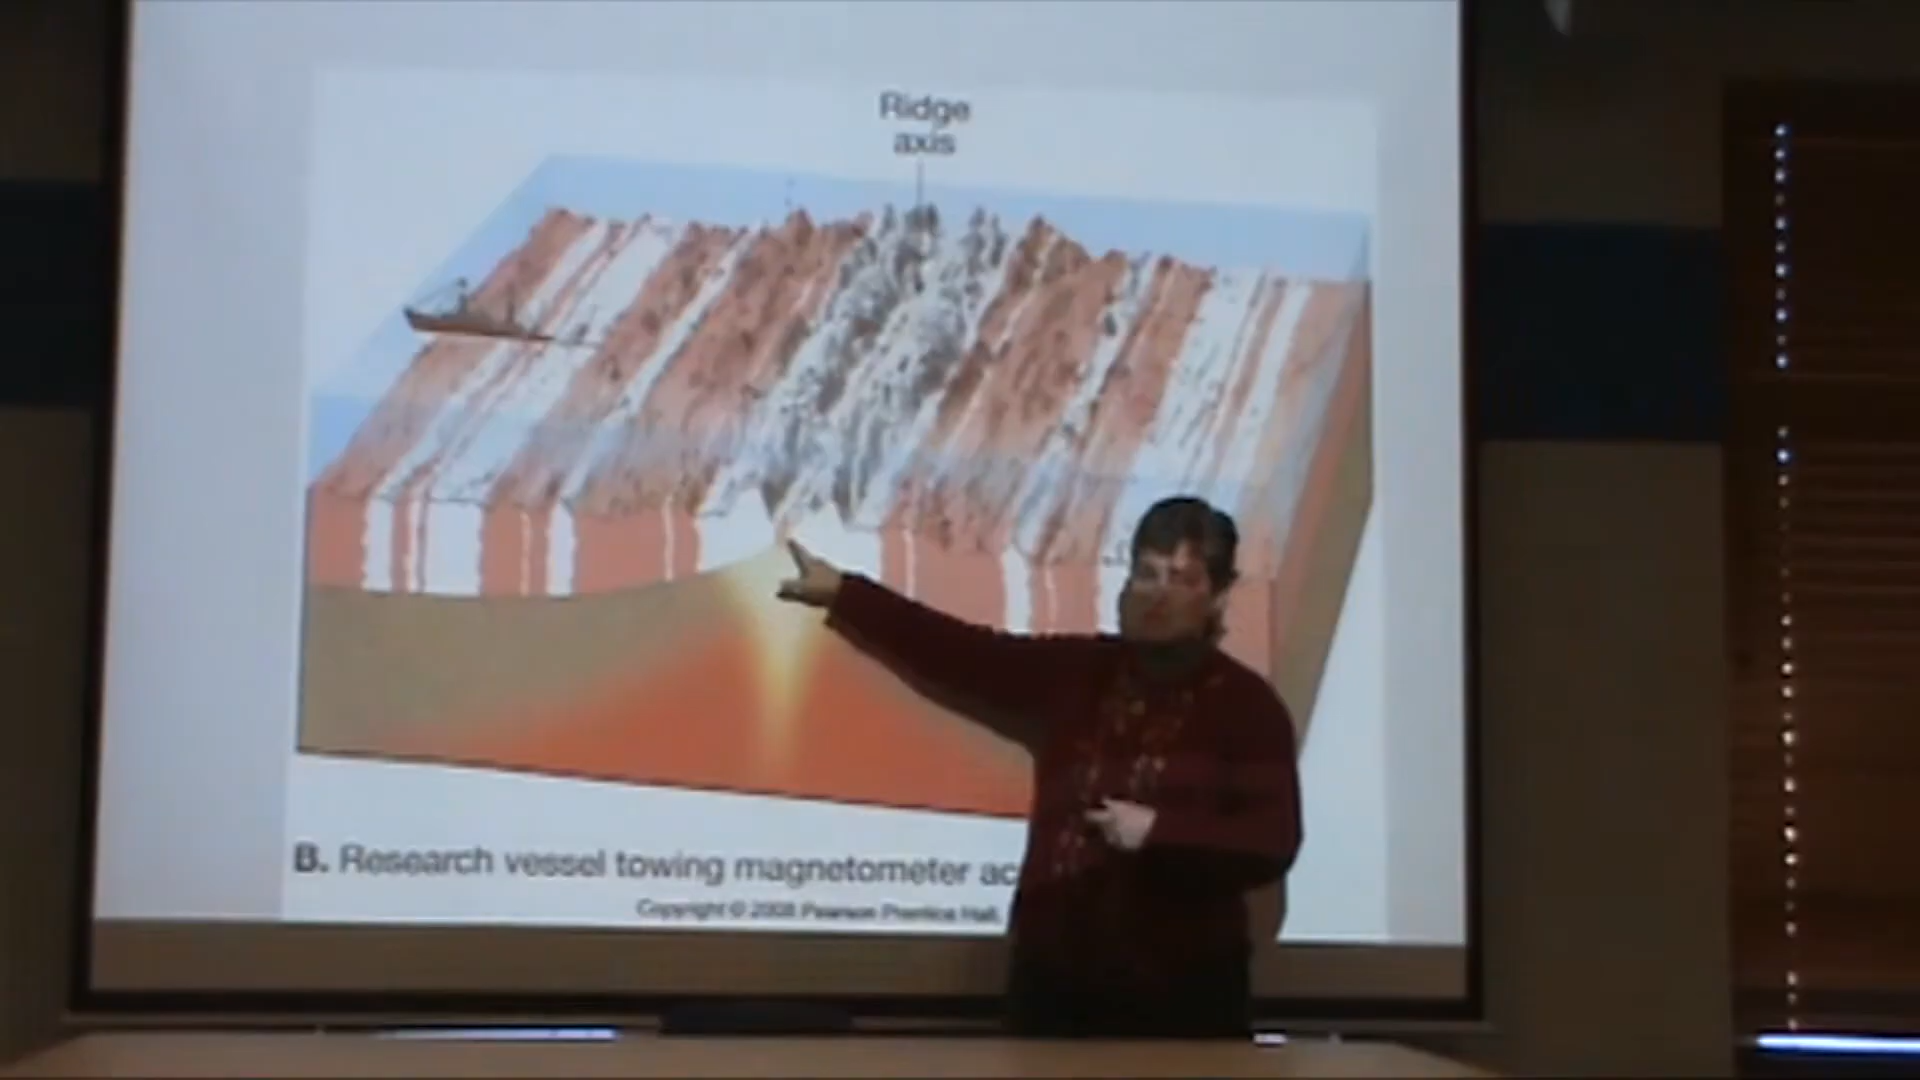 Ridge
axis
B. Research vessel towing magnetometer ac
Copyright © 2008 Pearson Prentice Hall,